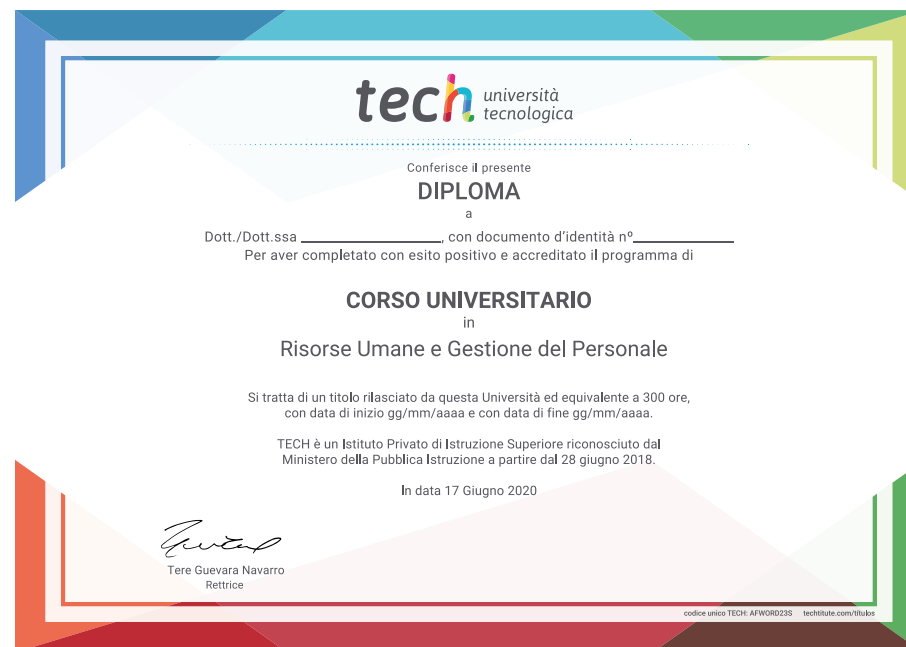 tech università
tecnologica
Conferisce il presente
DIPLOMA
a
Dott./Dott.ssa ____________________, con documento d'identità nº______________
Per aver completato con esito positivo e accreditato il programma di
CORSO UNIVERSITARIO
in
Risorse Umane e Gestione del Personale
Si tratta di un titolo rilasciato da questa Università ed equivalente a 300 ore,
con data di inizio gg/mm/aaaa e con data di fine gg/mm/aaaa.
TECH è un Istituto Privato di Istruzione Superiore riconosciuto dal
Ministero della Pubblica Istruzione a partire dal 28 giugno 2018.
In data 17 Giugno 2020
Tere Guevara Navarro
Rettrice
codice unico TECH: AFWORD23S techtitute.com/títulos